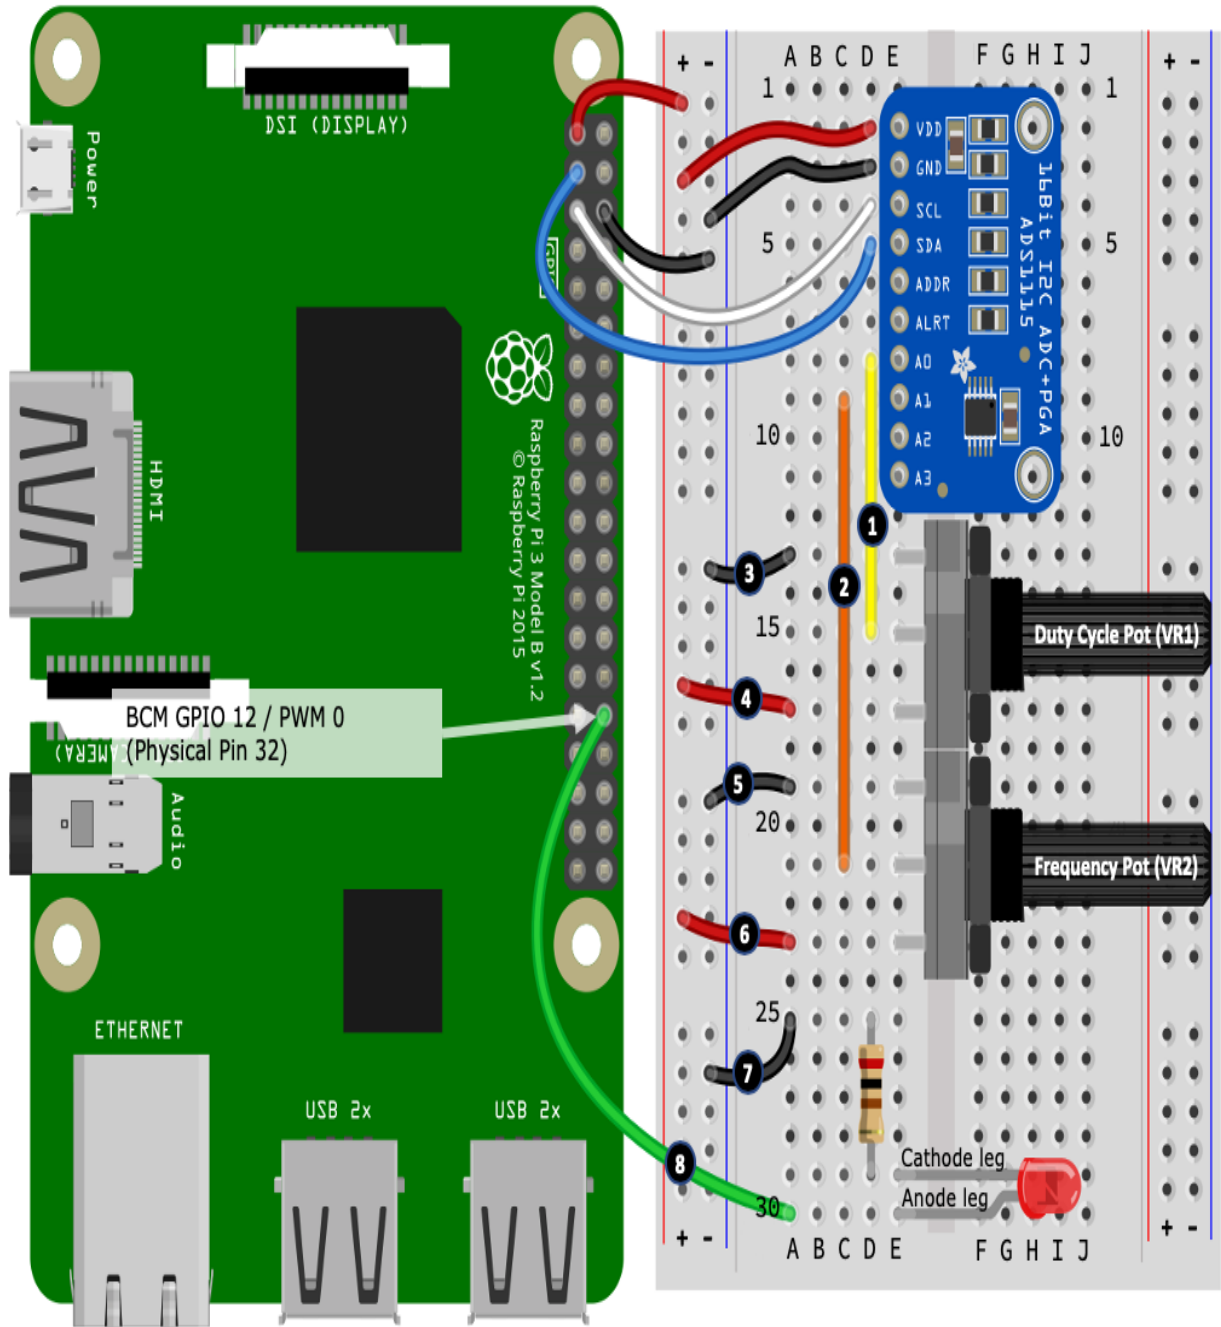 DSI (DISPLAY)
Power
HDMI
GPIO
Raspberry Pi 3 Model B v1.2
© Raspberry Pi 2015
BCM GPIO 12 / PWM 0
(Physical Pin 32)
Audio
ETHERNET
USB 2x
USB 2x
+ -
A B C D E
F G H I J
+ -
1
1
5
5
10
10
15
20
25
30
VDD
GND
SCL
SDA
ADDR
ALRT
A0
A1
A2
A3
16Bit I2C ADC+PGA
ADS1115
1
2
3
4
5
6
7
8
Duty Cycle Pot (VR1)
Frequency Pot (VR2)
Cathode leg
Anode leg
+ -
A B C D E
F G H I J
+ -